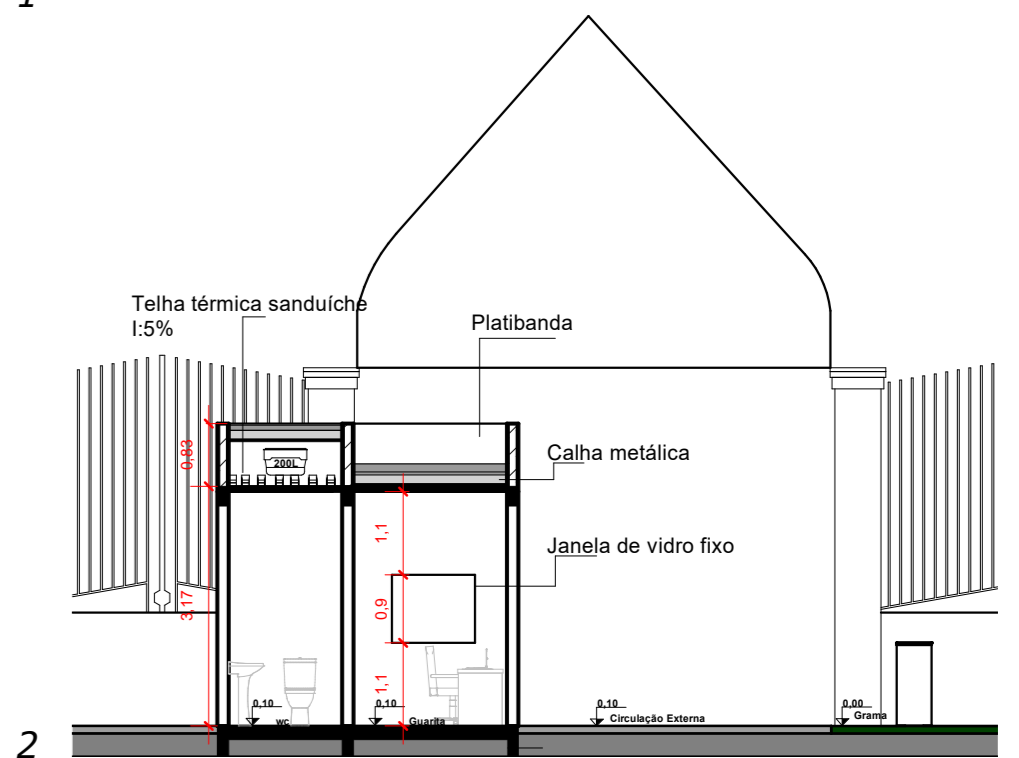 1
Telha térmica sanduíche
I:5%
Platibanda
0,83
200L
Calha metálica
1,1
Janela de vidro fixo
3,17
0,9
1,1
0,10
wc
0,10
Guarita
0,10
Circulação Externa
0,00
Grama
2